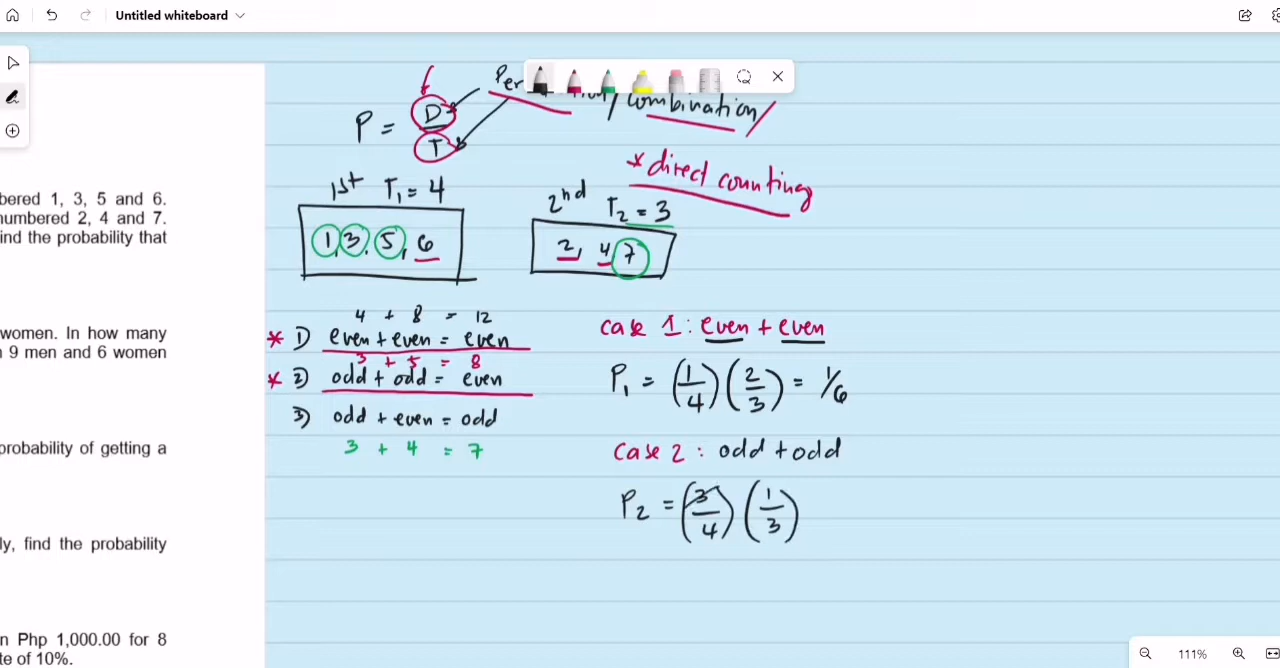 Untitled whiteboard
bered 1, 3, 5 and 6.
numbered 2, 4 and 7.
ind the probability that
women. In how many
9 men and 6 women
probability of getting a
ly, find the probability
n Php 1,000.00 for 8
te of 10%.
Per / combination
P = D
T
* direct counting
1st T₁ = 4
1, 3, 5, 6
2nd T₂ = 3
2, 4 7
4 + 8 = 12
* 1) even + even = even
3 + 5 = 8
* 2) odd + odd = even
3) odd + even = odd
3 + 4 = 7
case 1: even + even
P₁ = (1/4)(2/3) = 1/6
case 2: odd + odd
P₂ = (3/4)(1/3)
111%